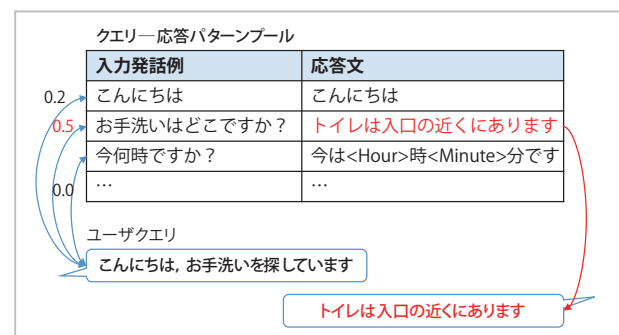 クエリ―応答パターンプール
入力発話例 応答文
0.2 こんにちは こんにちは
0.5 お手洗いはどこですか？ トイレは入口の近くにあります
今何時ですか？ 今は<Hour>時<Minute>分です
0.0 … …
ユーザクエリ
こんにちは, お手洗いを探しています
トイレは入口の近くにあります